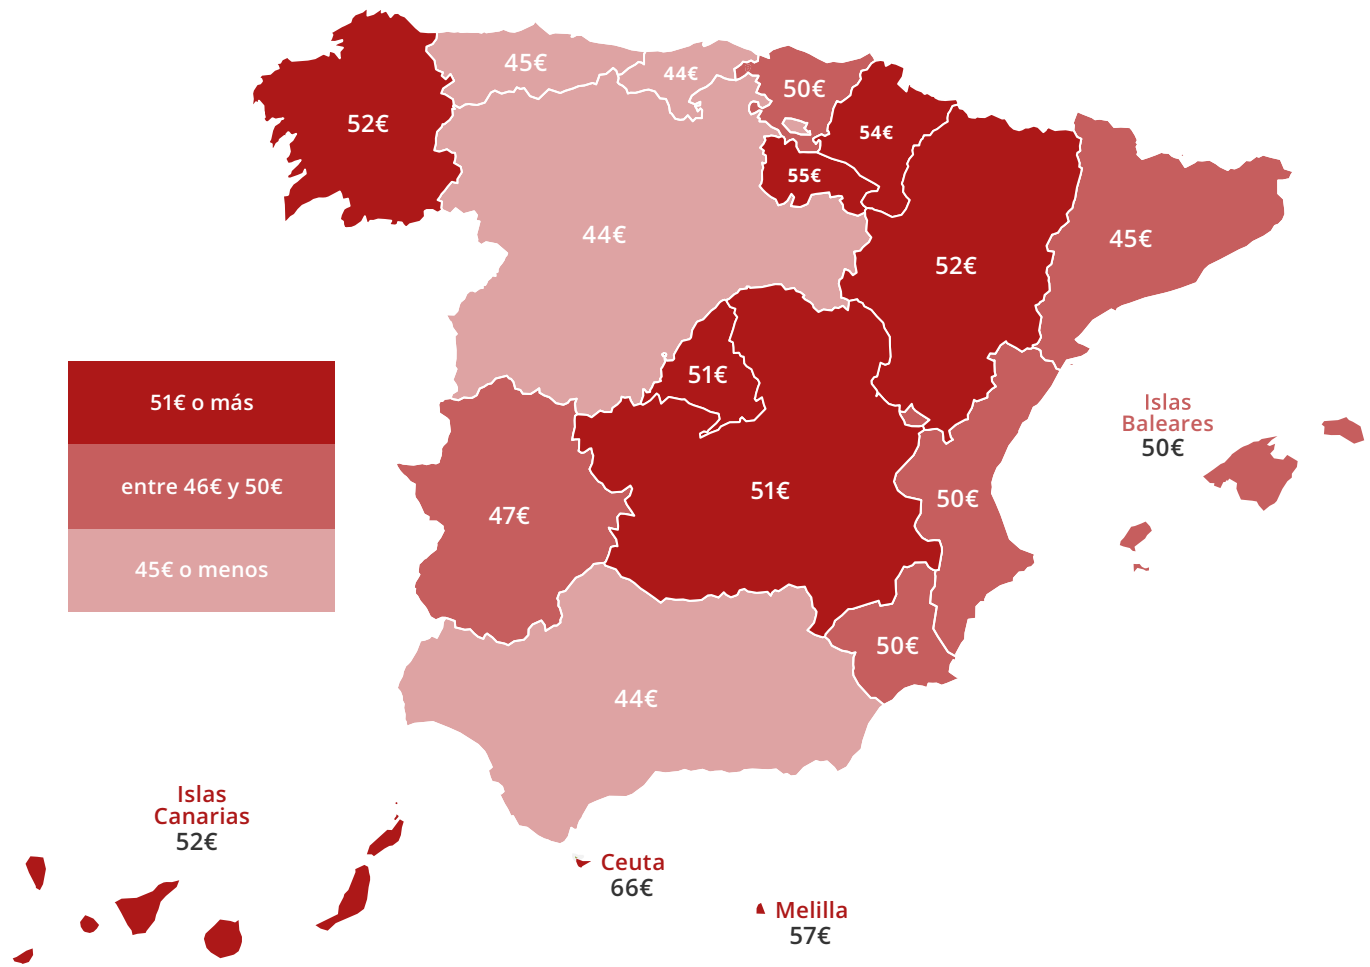 45€
44€
50€
52€
54€
55€
44€
45€
52€
51€
51€ o más
entre 46€ y 50€
45€ o menos
Islas
Baleares
50€
51€
50€
47€
50€
44€
Islas
Canarias
52€
Ceuta
66€
Melilla
57€